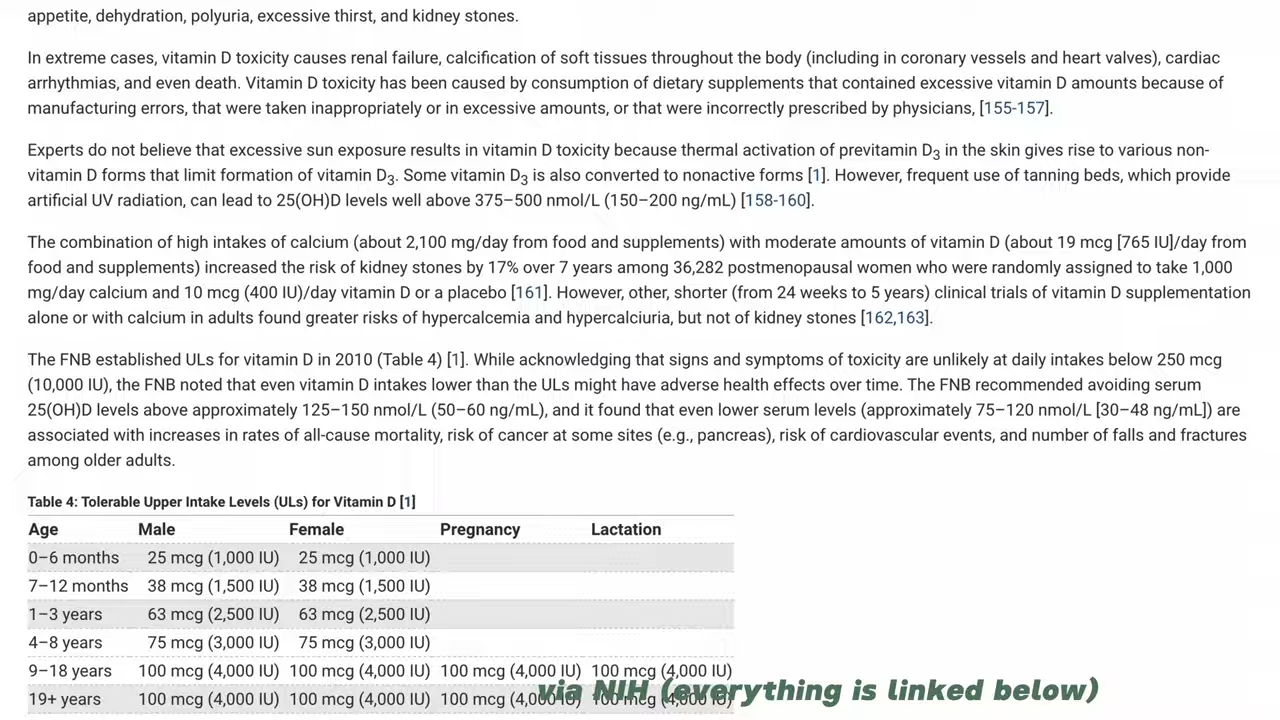 appetite, dehydration, polyuria, excessive thirst, and kidney stones.
In extreme cases, vitamin D toxicity causes renal failure, calcification of soft tissues throughout the body (including in coronary vessels and heart valves), cardiac
arrhythmias, and even death. Vitamin D toxicity has been caused by consumption of dietary supplements that contained excessive vitamin D amounts because of
manufacturing errors, that were taken inappropriately or in excessive amounts, or that were incorrectly prescribed by physicians, [155-157].
Experts do not believe that excessive sun exposure results in vitamin D toxicity because thermal activation of previtamin D3 in the skin gives rise to various non-
vitamin D forms that limit formation of vitamin D3. Some vitamin D3 is also converted to nonactive forms [1]. However, frequent use of tanning beds, which provide
artificial UV radiation, can lead to 25(OH)D levels well above 375–500 nmol/L (150–200 ng/mL) [158-160].
The combination of high intakes of calcium (about 2,100 mg/day from food and supplements) with moderate amounts of vitamin D (about 19 mcg [765 IU]/day from
food and supplements) increased the risk of kidney stones by 17% over 7 years among 36,282 postmenopausal women who were randomly assigned to take 1,000
mg/day calcium and 10 mcg (400 IU)/day vitamin D or a placebo [161]. However, other, shorter (from 24 weeks to 5 years) clinical trials of vitamin D supplementation
alone or with calcium in adults found greater risks of hypercalcemia and hypercalciuria, but not of kidney stones [162,163].
The FNB established ULs for vitamin D in 2010 (Table 4) [1]. While acknowledging that signs and symptoms of toxicity are unlikely at daily intakes below 250 mcg
(10,000 IU), the FNB noted that even vitamin D intakes lower than the ULs might have adverse health effects over time. The FNB recommended avoiding serum
25(OH)D levels above approximately 125–150 nmol/L (50–60 ng/mL), and it found that even lower serum levels (approximately 75–120 nmol/L [30–48 ng/mL]) are
associated with increases in rates of all-cause mortality, risk of cancer at some sites (e.g., pancreas), risk of cardiovascular events, and number of falls and fractures
among older adults.
Table 4: Tolerable Upper Intake Levels (ULs) for Vitamin D [1]
Age Male Female Pregnancy Lactation
0–6 months 25 mcg (1,000 IU) 25 mcg (1,000 IU)
7–12 months 38 mcg (1,500 IU) 38 mcg (1,500 IU)
1–3 years 63 mcg (2,500 IU) 63 mcg (2,500 IU)
4–8 years 75 mcg (3,000 IU) 75 mcg (3,000 IU)
9–18 years 100 mcg (4,000 IU) 100 mcg (4,000 IU) 100 mcg (4,000 IU) 100 mcg (4,000 IU)
19+ years 100 mcg (4,000 IU) 100 mcg (4,000 IU) 100 mcg (4,000 IU) 100 mcg (4,000 IU)
via NIH (everything is linked below)